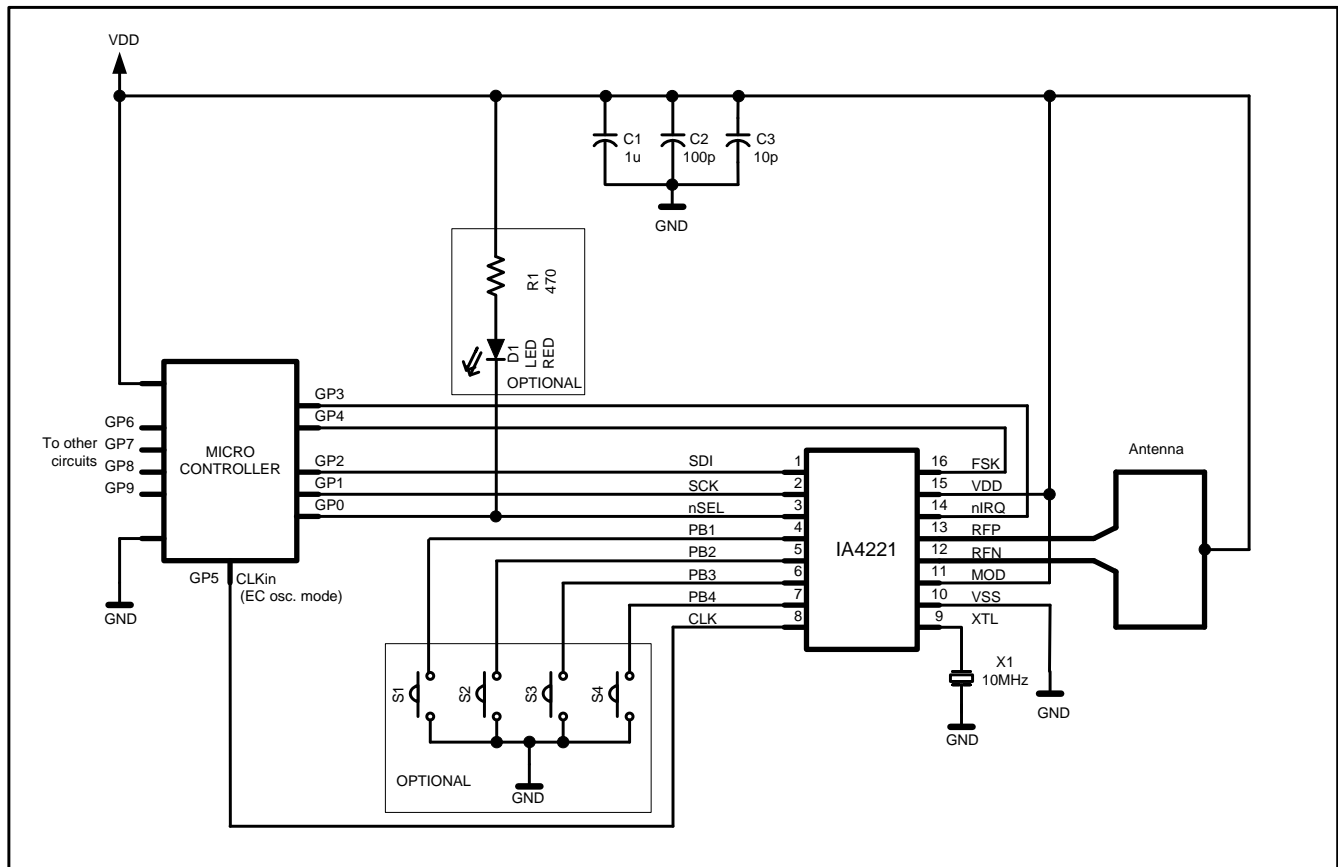 VDD
C1
1u
C2
100p
C3
10p
GND
R1
470
D1
LED
RED
OPTIONAL
GP3
GP4
GP6
To other
circuits
GP7
GP8
GP9
MICRO
CONTROLLER
GP2
GP1
GP0
SDI
SCK
nSEL
PB1
PB2
PB3
PB4
CLK
1
2
3
4
5
6
7
8
IA4221
16
15
14
13
12
11
10
9
FSK
VDD
nIRQ
RFP
RFN
MOD
VSS
XTL
Antenna
GP5
CLKin
(EC osc. mode)
GND
S1
S2
S3
S4
OPTIONAL
GND
X1
10MHz
GND
GND